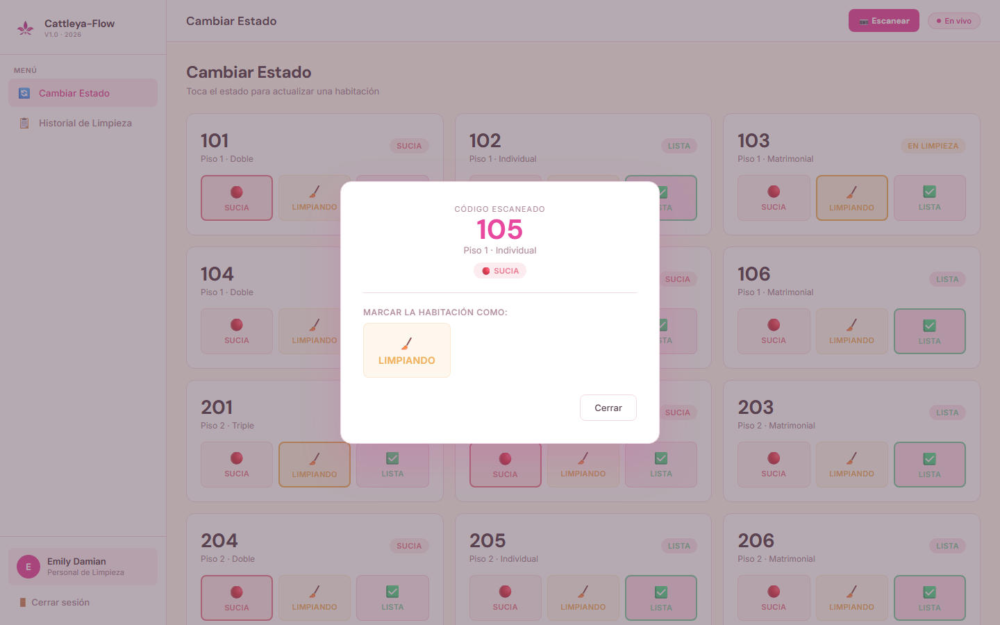 Cattleya-Flow
V1.0 · 2026
MENÚ
Cambiar Estado
Historial de Limpieza
Emily Damian
Personal de Limpieza
E
Cerrar sesión
Cambiar Estado
Escanear
En vivo
Cambiar Estado
Toca el estado para actualizar una habitación
101
Piso 1 · Doble
SUCIA
SUCIA
LIMPIANDO
102
Piso 1 · Individual
LISTA
103
Piso 1 · Matrimonial
EN LIMPIEZA
SUCIA
LIMPIANDO
LISTA
104
Piso 1 · Doble
SUCIA
LIMPIANDO
SUCIA
106
Piso 1 · Matrimonial
LISTA
SUCIA
LIMPIANDO
LISTA
201
Piso 2 · Triple
SUCIA
LIMPIANDO
LISTA
SUCIA
SUCIA
LIMPIANDO
LISTA
203
Piso 2 · Matrimonial
LISTA
SUCIA
LIMPIANDO
LISTA
204
Piso 2 · Doble
SUCIA
SUCIA
LIMPIANDO
LISTA
205
Piso 2 · Individual
LISTA
SUCIA
LIMPIANDO
LISTA
206
Piso 2 · Matrimonial
LISTA
SUCIA
LIMPIANDO
LISTA
CÓDIGO ESCANEADO
105
Piso 1 · Individual
SUCIA
MARCAR LA HABITACIÓN COMO:
LIMPIANDO
Cerrar